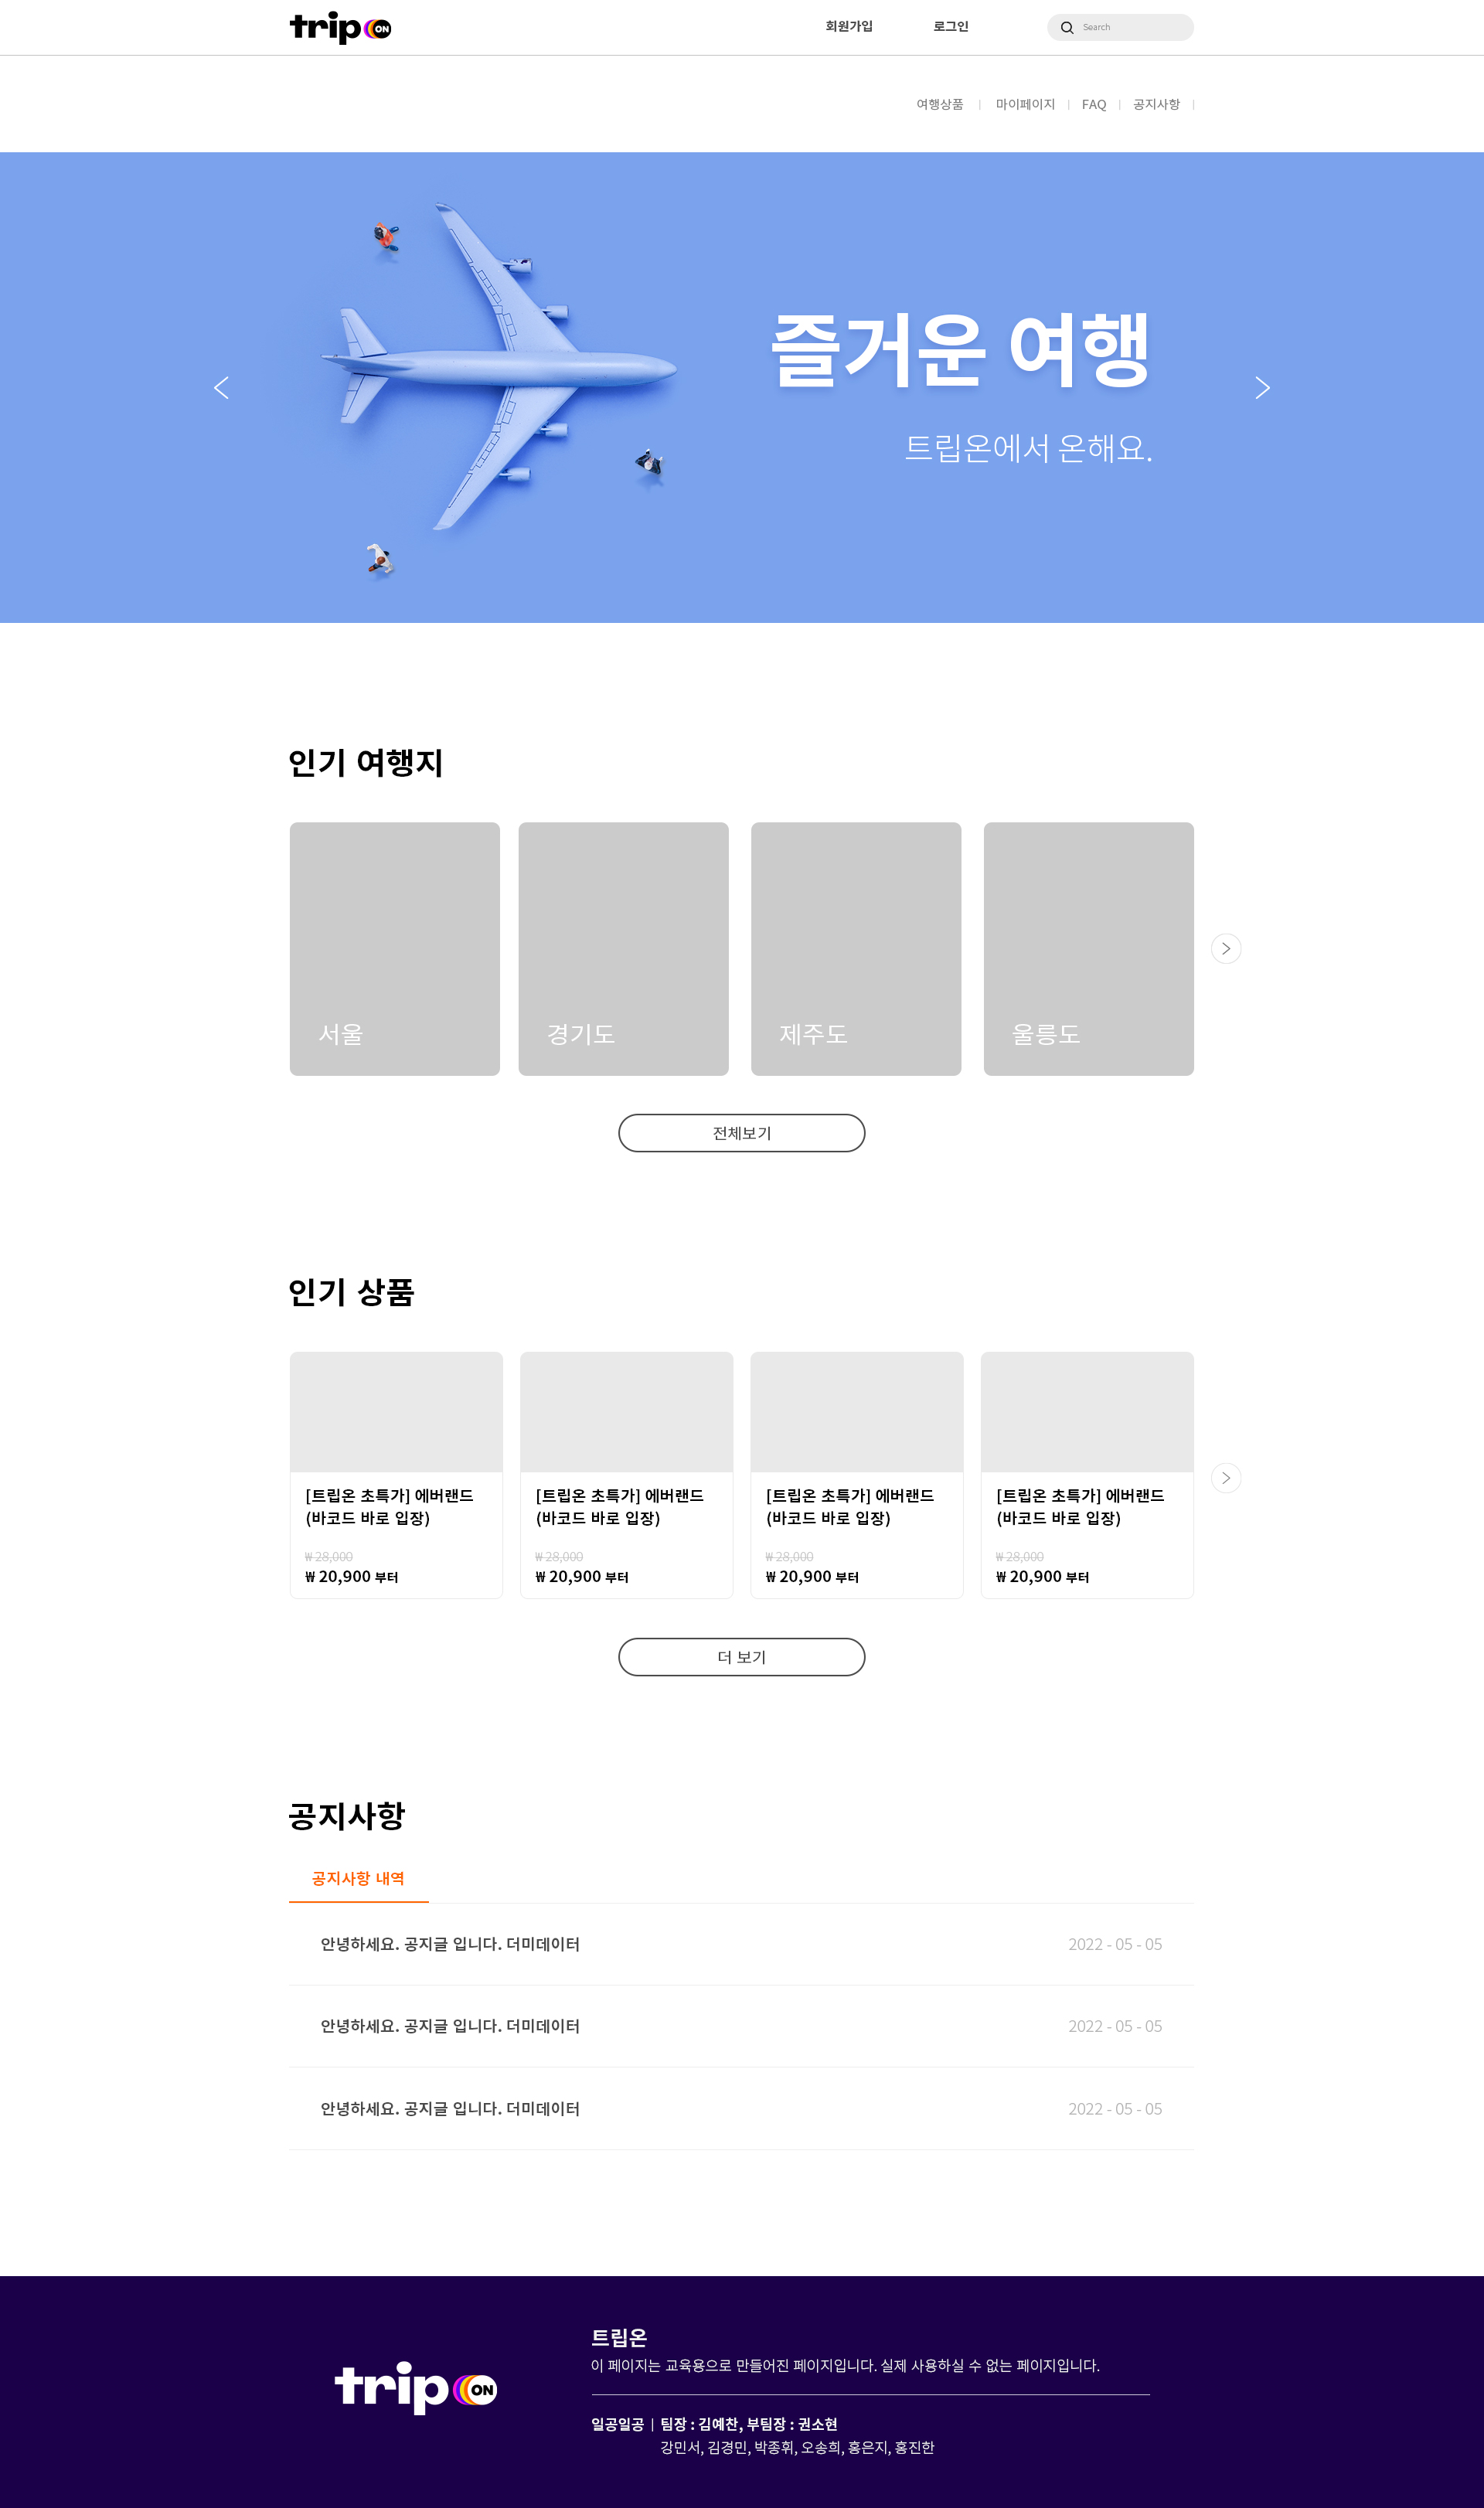 trip ON
회원가입 로그인 Search
여행상품 | 마이페이지 | FAQ | 공지사항 |
즐거운 여행
트립온에서 온해요.
인기 여행지
서울 경기도 제주도 울릉도
전체보기
인기 상품
[트립온 초특가] 에버랜드 [트립온 초특가] 에버랜드 [트립온 초특가] 에버랜드 [트립온 초특가] 에버랜드
(바코드 바로 입장) (바코드 바로 입장) (바코드 바로 입장) (바코드 바로 입장)
₩ 28,000 ₩ 28,000 ₩ 28,000 ₩ 28,000
₩ 20,900 부터 ₩ 20,900 부터 ₩ 20,900 부터 ₩ 20,900 부터
더 보기
공지사항
공지사항 내역
안녕하세요. 공지글 입니다. 더미데이터 2022 - 05 - 05
안녕하세요. 공지글 입니다. 더미데이터 2022 - 05 - 05
안녕하세요. 공지글 입니다. 더미데이터 2022 - 05 - 05
트립온
이 페이지는 교육용으로 만들어진 페이지입니다. 실제 사용하실 수 없는 페이지입니다.
trip ON
일공일공 | 팀장 : 김예찬, 부팀장 : 권소현
강민서, 김경민, 박종휘, 오송희, 홍은지, 홍진한